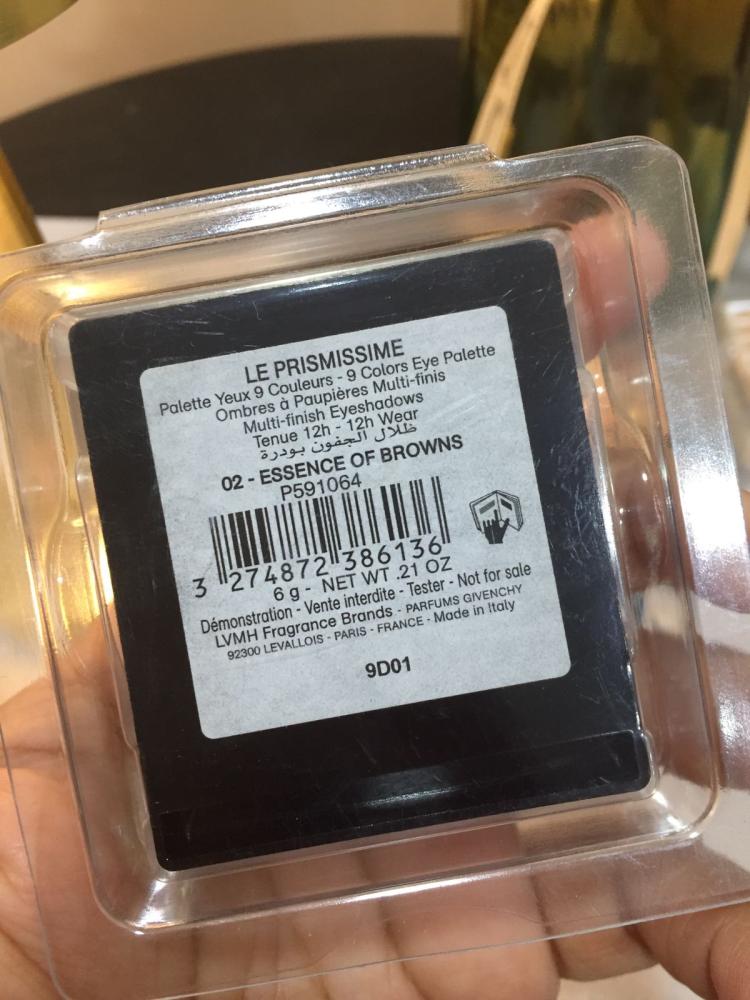 LE PRISMISSIME
Palette Yeux 9 Couleurs - 9 Colors Eye Palette
Ombres à Paupières Multi-finis
Multi-finish Eyeshadows
Tenue 12h - 12h Wear
ظلال الجفون بودرة
02 - ESSENCE OF BROWNS
P591064
3 274872 386136
6 g - NET WT .21 OZ
Démonstration - Vente interdite - Tester - Not for sale
LVMH Fragrance Brands - PARFUMS GIVENCHY
92300 LEVALLOIS - PARIS - FRANCE - Made in Italy
9D01